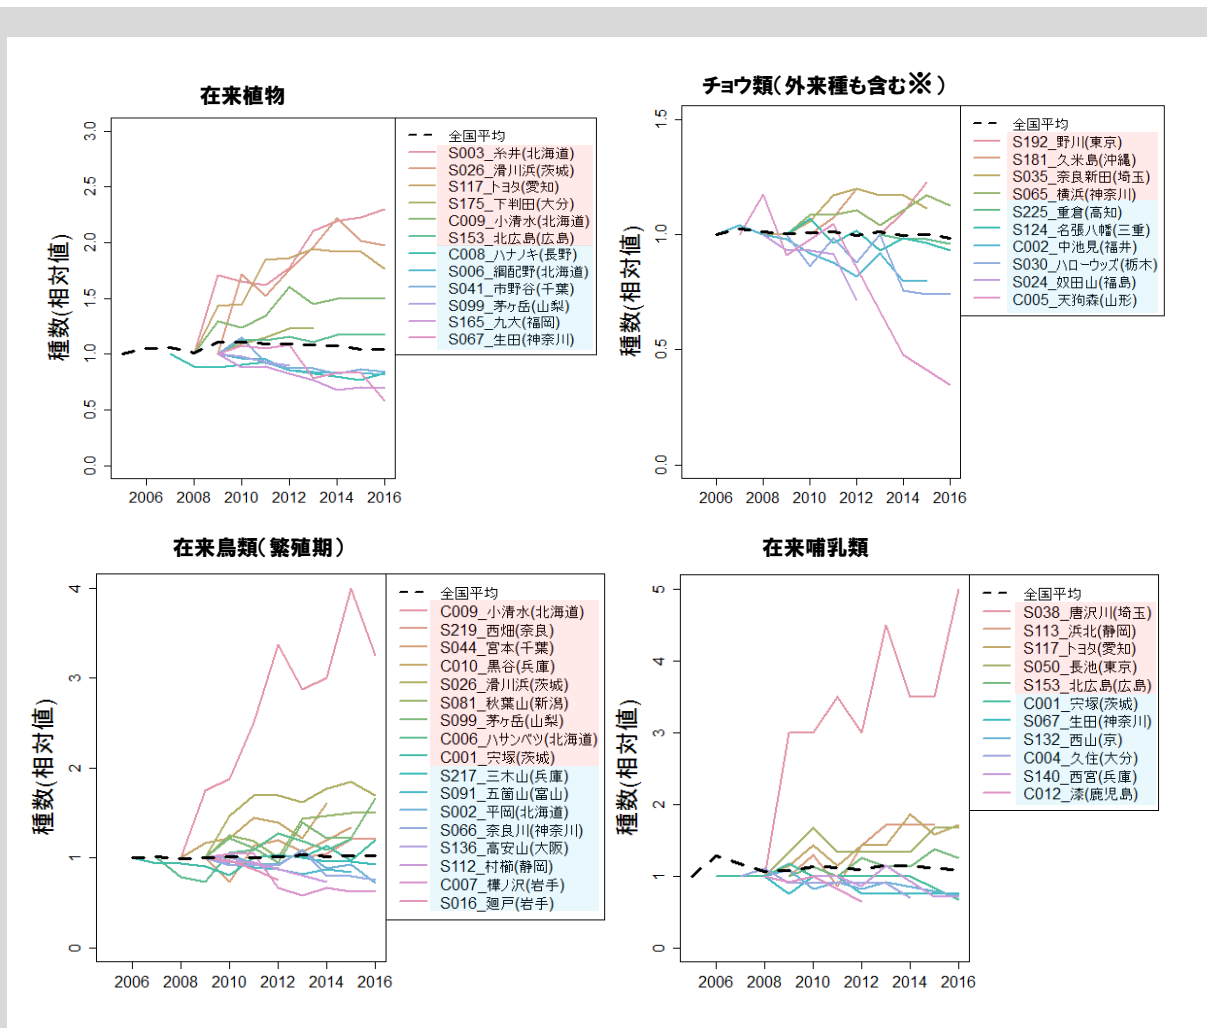 在来植物
種数(相対値)
3.0
2.5
2.0
1.5
1.0
0.5
0.0
2006
2008
2010
2012
2014
2016
全国平均
S003_糸井(北海道)
S026_滑川浜(茨城)
S117_トヨタ(愛知)
S175_下判田(大分)
C009_小清水(北海道)
S153_北広島(広島)
C008_ハナノキ(長野)
S006_綱配野(北海道)
S041_市野谷(千葉)
S099_茅ヶ岳(山梨)
S165_九大(福岡)
S067_生田(神奈川)
チョウ類(外来種も含む※)
種数(相対値)
1.5
1.0
0.5
0.0
2006
2008
2010
2012
2014
2016
全国平均
S192_野川(東京)
S181_久米島(沖縄)
S035_奈良新田(埼玉)
S065_横浜(神奈川)
S225_重倉(高知)
S124_名張八幡(三重)
C002_中池見(福井)
S030_ハローウッズ(栃木)
S024_奴田山(福島)
C005_天狗森(山形)
在来鳥類(繁殖期)
種数(相対値)
4
3
2
1
0
2006
2008
2010
2012
2014
2016
全国平均
C009_小清水(北海道)
S219_西畑(奈良)
S044_宮本(千葉)
C010_黒谷(兵庫)
S026_滑川浜(茨城)
S081_秋葉山(新潟)
S099_茅ヶ岳(山梨)
C006_ハサンベツ(北海道)
C001_宍塚(茨城)
S217_三木山(兵庫)
S091_五箇山(富山)
S002_平岡(北海道)
S066_奈良川(神奈川)
S136_高安山(大阪)
S112_村櫛(静岡)
C007_樺ノ沢(岩手)
S016_廻戸(岩手)
在来哺乳類
種数(相対値)
5
4
3
2
1
0
2006
2008
2010
2012
2014
2016
全国平均
S038_唐沢川(埼玉)
S113_浜北(静岡)
S117_トヨタ(愛知)
S050_長池(東京)
S153_北広島(広島)
C001_宍塚(茨城)
S067_生田(神奈川)
S132_西山(京)
C004_久住(大分)
S140_西宮(兵庫)
C012_漆(鹿児島)